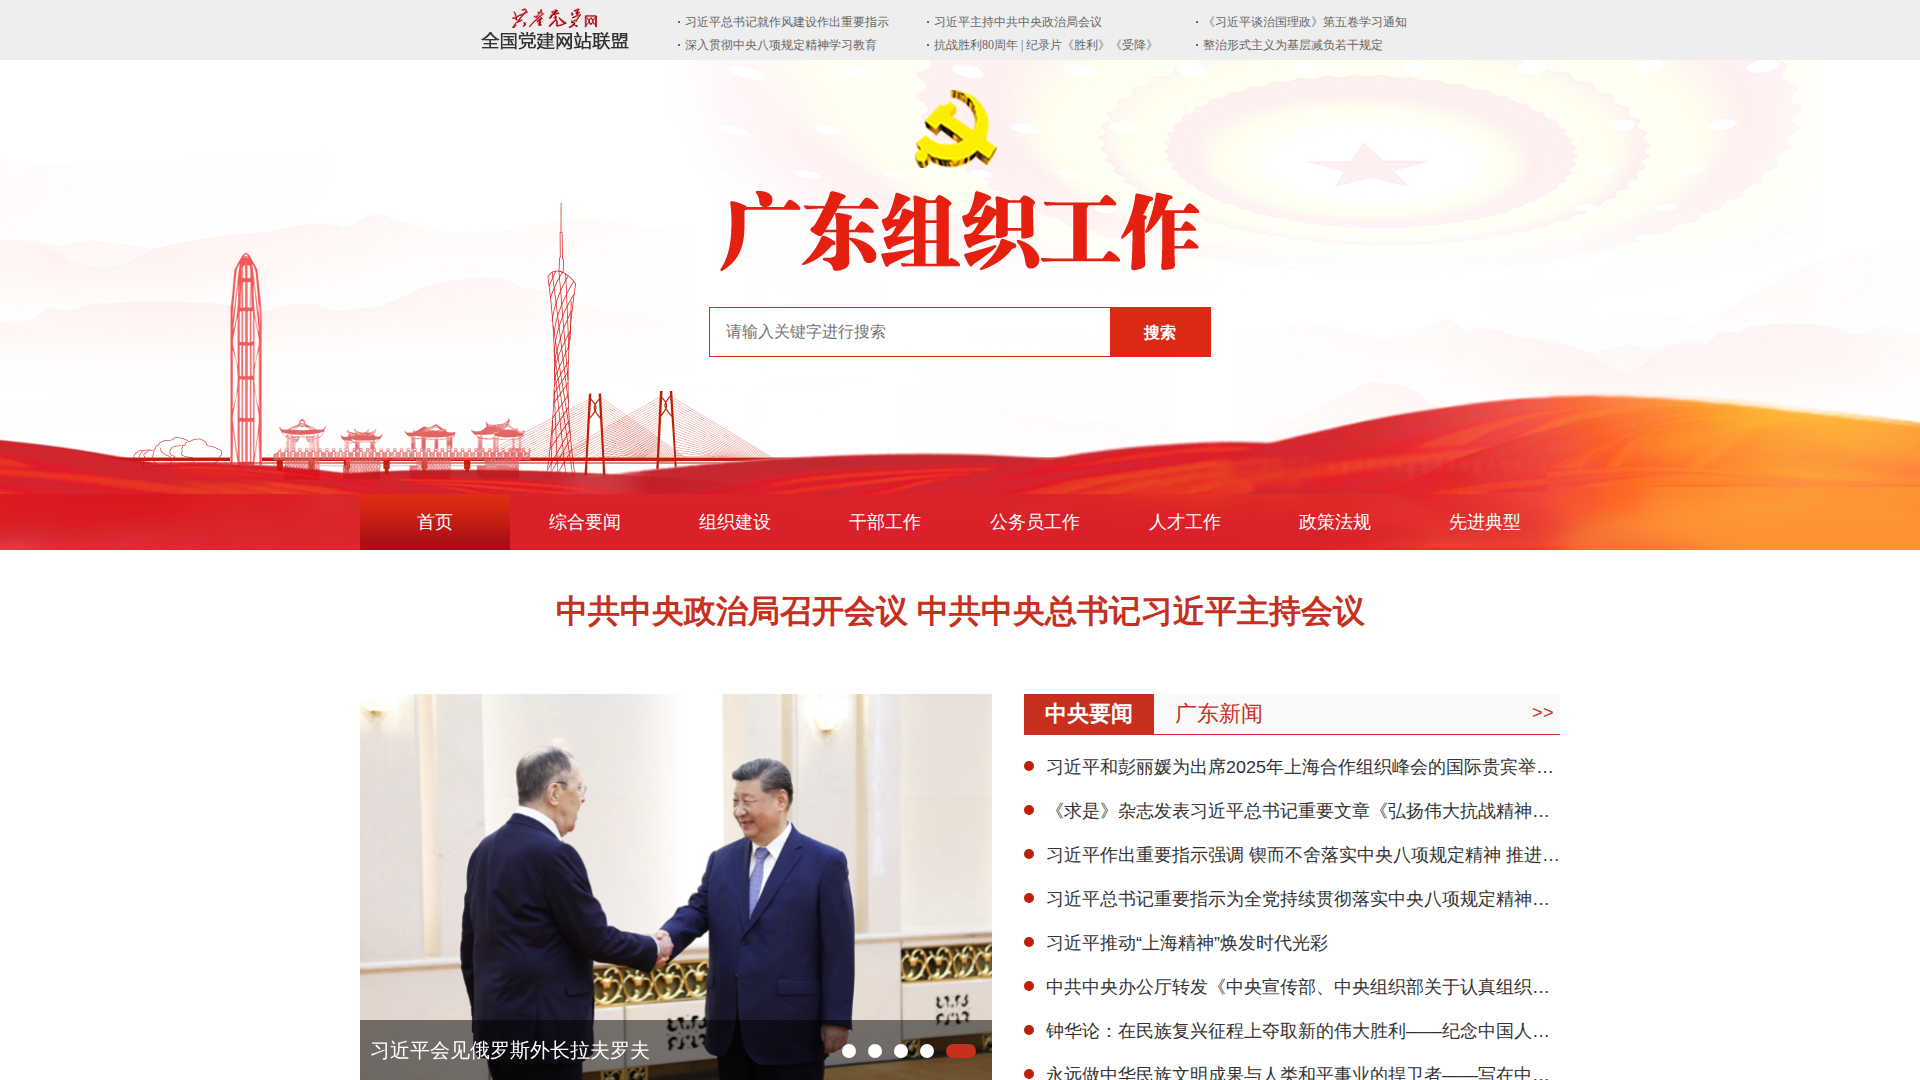 共产党员网
全国党建网站联盟
· 习近平总书记就作风建设作出重要指示
· 习近平主持中共中央政治局会议
· 《习近平谈治国理政》第五卷学习通知
· 深入贯彻中央八项规定精神学习教育
· 抗战胜利80周年 | 纪录片《胜利》《受降》
· 整治形式主义为基层减负若干规定
广东组织工作
请输入关键字进行搜索
搜索
首页
综合要闻
组织建设
干部工作
公务员工作
人才工作
政策法规
先进典型
中共中央政治局召开会议 中共中央总书记习近平主持会议
习近平会见俄罗斯外长拉夫罗夫
中央要闻
广东新闻
>>
习近平和彭丽媛为出席2025年上海合作组织峰会的国际贵宾举…
《求是》杂志发表习近平总书记重要文章《弘扬伟大抗战精神…
习近平作出重要指示强调 锲而不舍落实中央八项规定精神 推进…
习近平总书记重要指示为全党持续贯彻落实中央八项规定精神…
习近平推动“上海精神”焕发时代光彩
中共中央办公厅转发《中央宣传部、中央组织部关于认真组织…
钟华论：在民族复兴征程上夺取新的伟大胜利——纪念中国人…
永远做中华民族文明成果与人类和平事业的捍卫者——写在中…